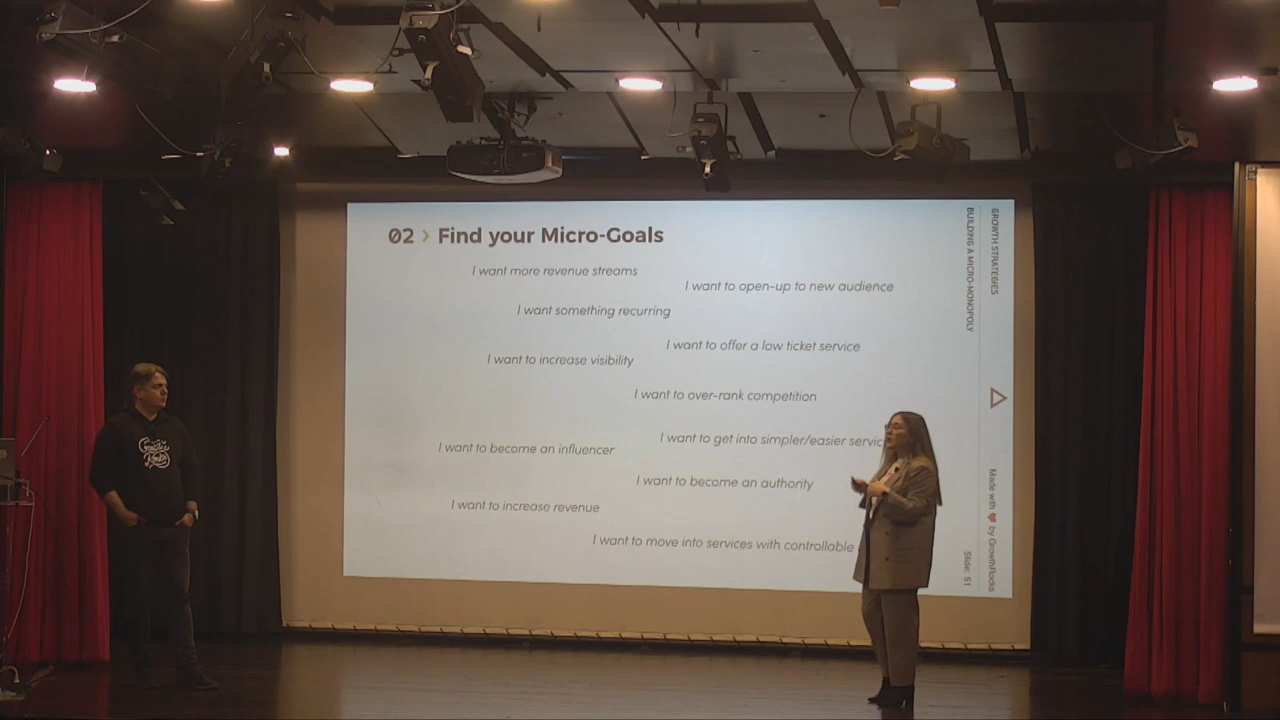 02 > Find your Micro-Goals
I want more revenue streams
I want to open-up to new audience
I want something recurring
I want to offer a low ticket service
I want to increase visibility
I want to over-rank competition
I want to get into simpler/easier servic
I want to become an influencer
I want to become an authority
I want to increase revenue
I want to move into services with controllable
GROWTH STRATEGIES
BUILDING A MICRO-MONOPOLY
Made with ❤ by GrowthRocks
Slide: 51